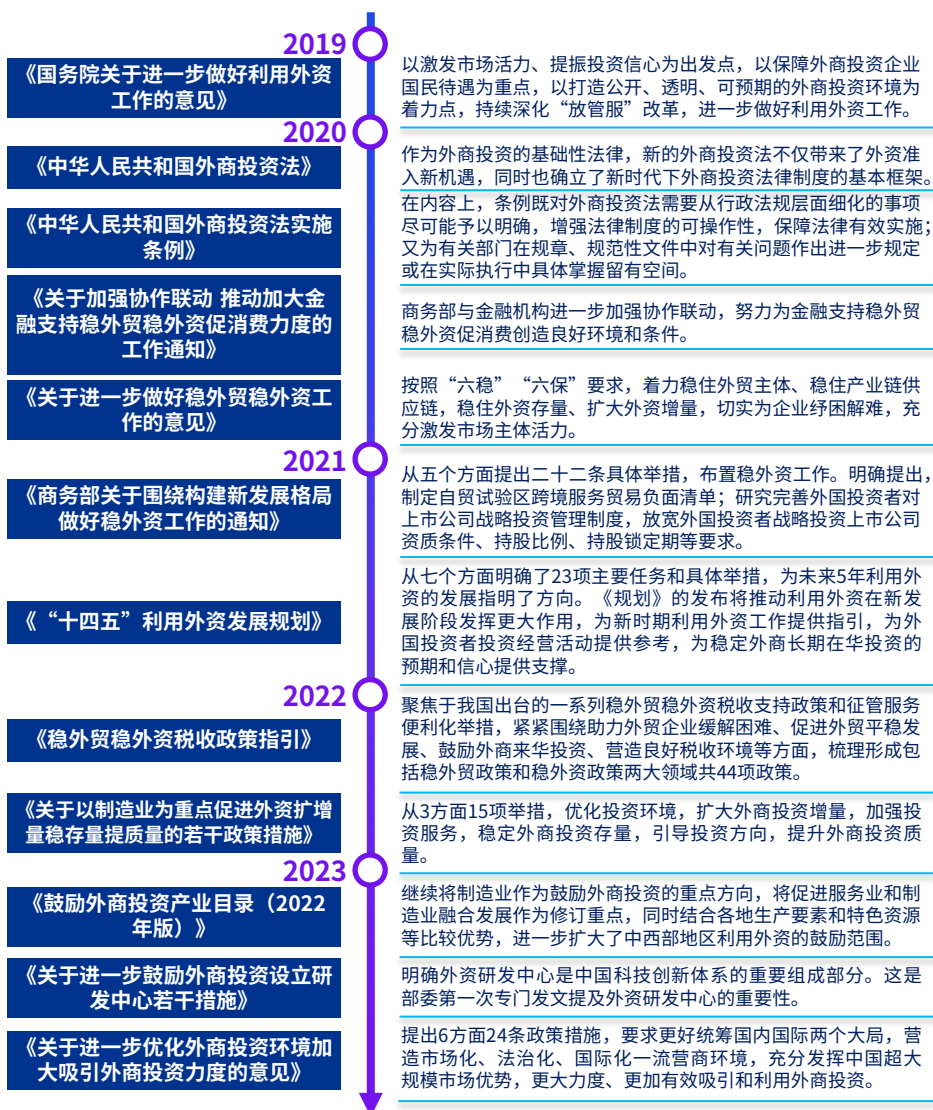 2019
《国务院关于进一步做好利用外资
工作的意见》
以激发市场活力、提振投资信心为出发点，以保障外商投资企业
国民待遇为重点，以打造公开、透明、可预期的外商投资环境为
着力点，持续深化“放管服”改革，进一步做好利用外资工作。
2020
《中华人民共和国外商投资法》
作为外商投资的基础性法律，新的外商投资法不仅带来了外资准
入新机遇，同时也确立了新时代下外商投资法律制度的基本框架。
《中华人民共和国外商投资法实施
条例》
在内容上，条例既对外商投资法需要从行政法规层面细化的事项
尽可能予以明确，增强法律制度的可操作性，保障法律有效实施；
又为有关部门在规章、规范性文件中对有关问题作出进一步规定
或在实际执行中具体掌握留有空间。
《关于加强协作联动 推动加大金
融支持稳外贸稳外资促消费力度的
工作通知》
商务部与金融机构进一步加强协作联动，努力为金融支持稳外贸
稳外资促消费创造良好环境和条件。
《关于进一步做好稳外贸稳外资工
作的意见》
按照“六稳”“六保”要求，着力稳住外贸主体、稳住产业链供
应链，稳住外资存量、扩大外资增量，切实为企业纾困解难，充
分激发市场主体活力。
2021
《商务部关于围绕构建新发展格局
做好稳外资工作的通知》
从五个方面提出二十二条具体举措，布置稳外资工作。明确提出，
制定自贸试验区跨境服务贸易负面清单；研究完善外国投资者对
上市公司战略投资管理制度，放宽外国投资者战略投资上市公司
资质条件、持股比例、持股锁定期等要求。
《“十四五”利用外资发展规划》
从七个方面明确了23项主要任务和具体举措，为未来5年利用外
资的发展指明了方向。《规划》的发布将推动利用外资在新发
展阶段发挥更大作用，为新时期利用外资工作提供指引，为外
国投资者投资经营活动提供参考，为稳定外商长期在华投资的
预期和信心提供支撑。
2022
《稳外贸稳外资税收政策指引》
聚焦于我国出台的一系列稳外贸稳外资税收支持政策和征管服务
便利化举措，紧紧围绕助力外贸企业缓解困难、促进外贸平稳发
展、鼓励外商来华投资、营造良好税收环境等方面，梳理形成包
括稳外贸政策和稳外资政策两大领域共44项政策。
《关于以制造业为重点促进外资扩增
量稳存量提质量的若干政策措施》
从3方面15项举措，优化投资环境，扩大外商投资增量，加强投
资服务，稳定外商投资存量，引导投资方向，提升外商投资质
量。
2023
《鼓励外商投资产业目录（2022
年版）》
继续将制造业作为鼓励外商投资的重点方向，将促进服务业和制
造业融合发展作为修订重点，同时结合各地生产要素和特色资源
等比较优势，进一步扩大了中西部地区利用外资的鼓励范围。
《关于进一步鼓励外商投资设立研
发中心若干措施》
明确外资研发中心是中国科技创新体系的重要组成部分。这是
部委第一次专门发文提及外资研发中心的重要性。
《关于进一步优化外商投资环境加
大吸引外商投资力度的意见》
提出6方面24条政策措施，要求更好统筹国内国际两个大局，营
造市场化、法治化、国际化一流营商环境，充分发挥中国超大
规模市场优势，更大力度、更加有效吸引和利用外商投资。